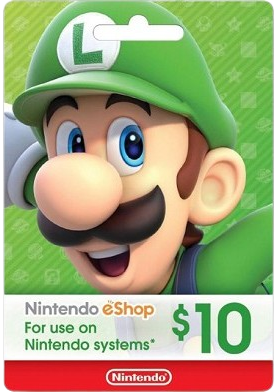 L
Nintendo eShop
For use on
Nintendo systems*
$10
Nintendo